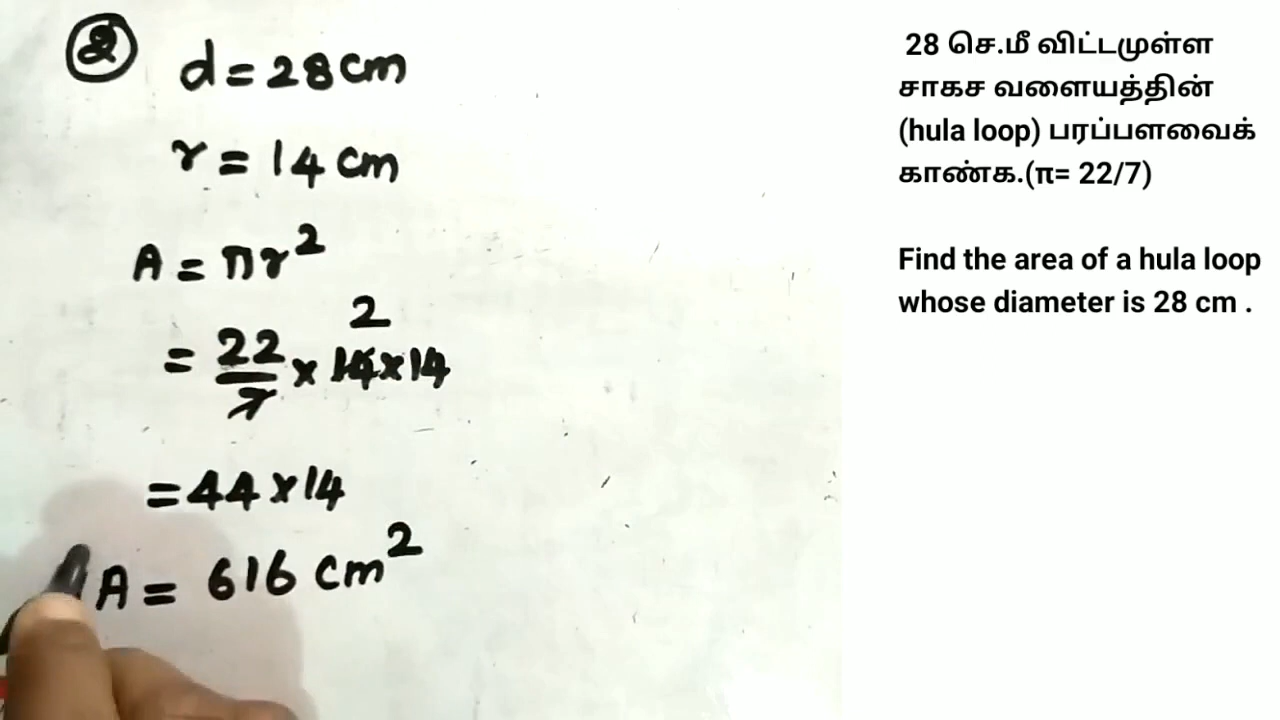 2
d = 28 cm
r = 14 cm
A = πr²
2
= 22/7 × 14 × 14
= 44 × 14
A = 616 cm²
28 செ.மீ விட்டமுள்ள
சாகச வளையத்தின்
(hula loop) பரப்பளவைக்
காண்க.(π= 22/7)
Find the area of a hula loop
whose diameter is 28 cm .